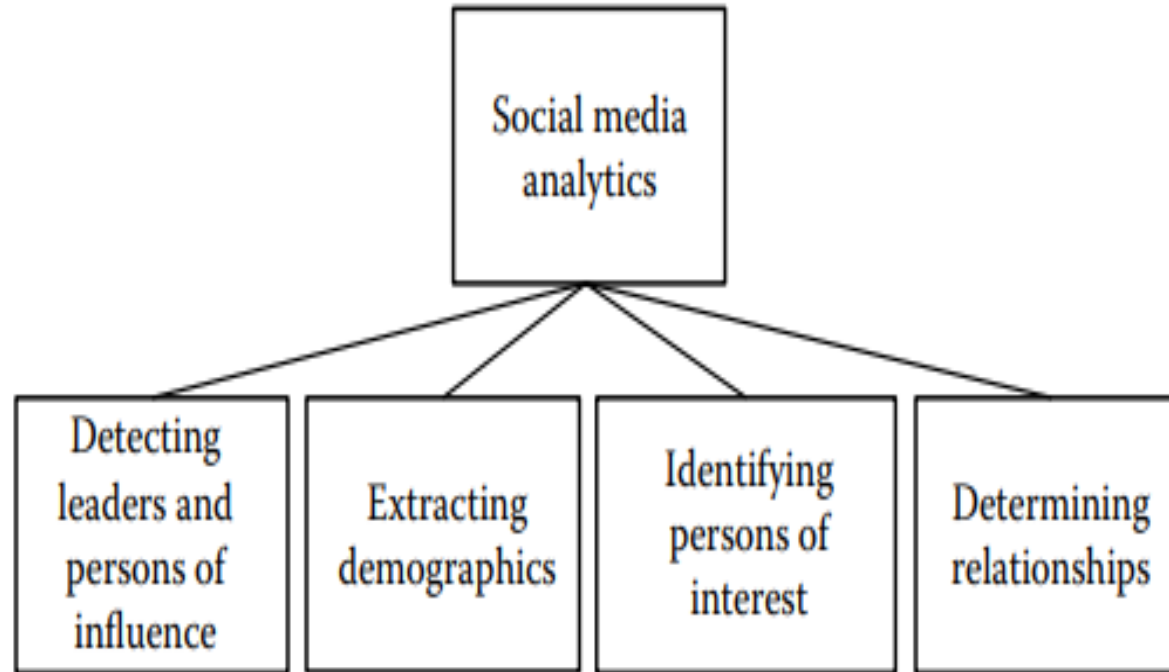 Social media
analytics
Detecting
leaders and
persons of
influence
Extracting
demographics
Identifying
persons of
interest
Determining
relationships